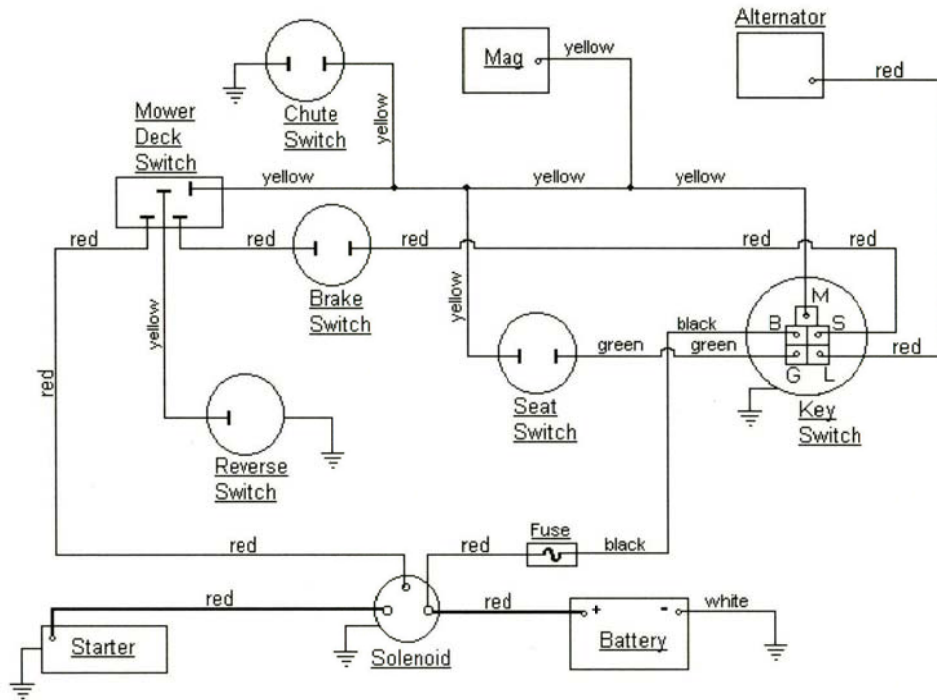 Alternator
Mag
yellow
red
Chute
Switch
Mower
Deck
Switch
yellow
yellow
yellow
yellow
red
red
red
red
red
Brake
Switch
yellow
yellow
M
B
S
G
L
black
green
green
red
Seat
Switch
Key
Switch
red
Reverse
Switch
Fuse
red
red
black
red
red
white
+
-
Starter
Solenoid
Battery